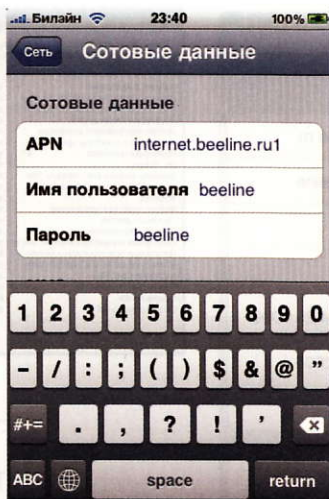 Билайн 23:40 100%
Сеть Сотовые данные
Сотовые данные
APN internet.beeline.ru1
Имя пользователя beeline
Пароль beeline
1 2 3 4 5 6 7 8 9 0
- / : ; ( ) $ & @ "
#+= . , ? ! '
ABC space return